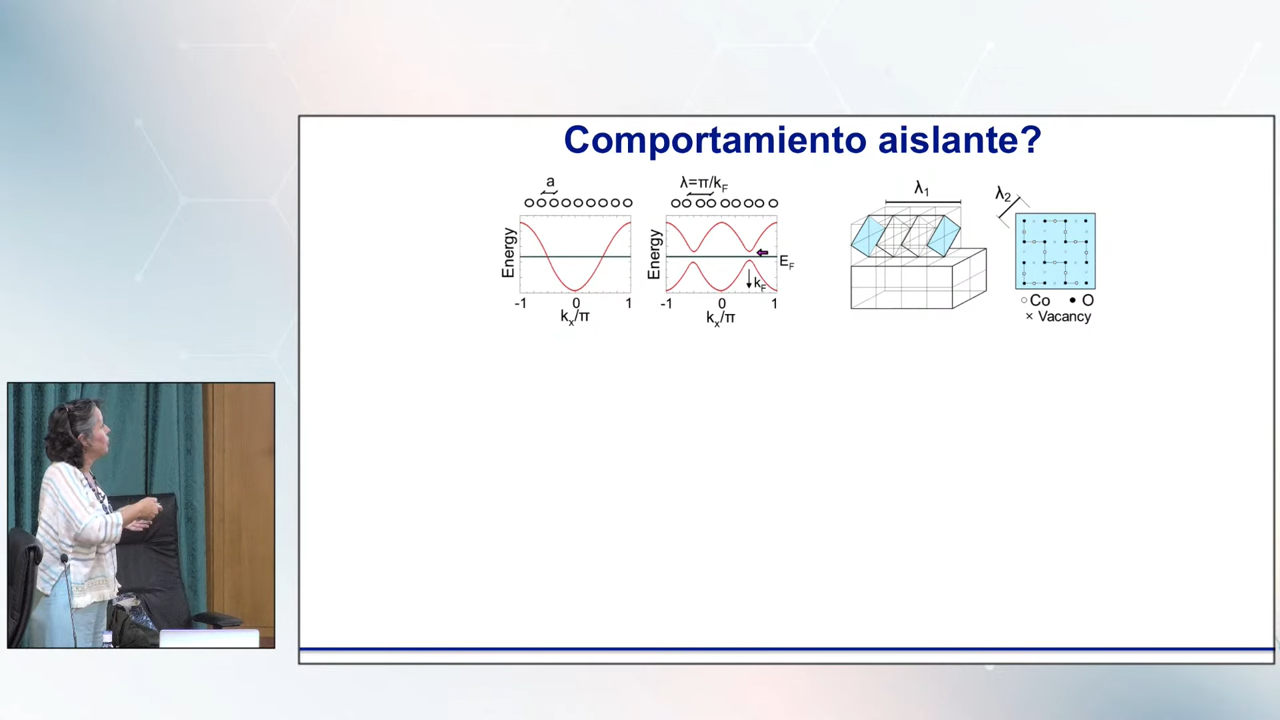 Comportamiento aislante?
a
λ=π/kF
λ1
λ2
Energy
Energy
EF
kF
-1 0 1
-1 0 1
kx/π
kx/π
Co O
× Vacancy